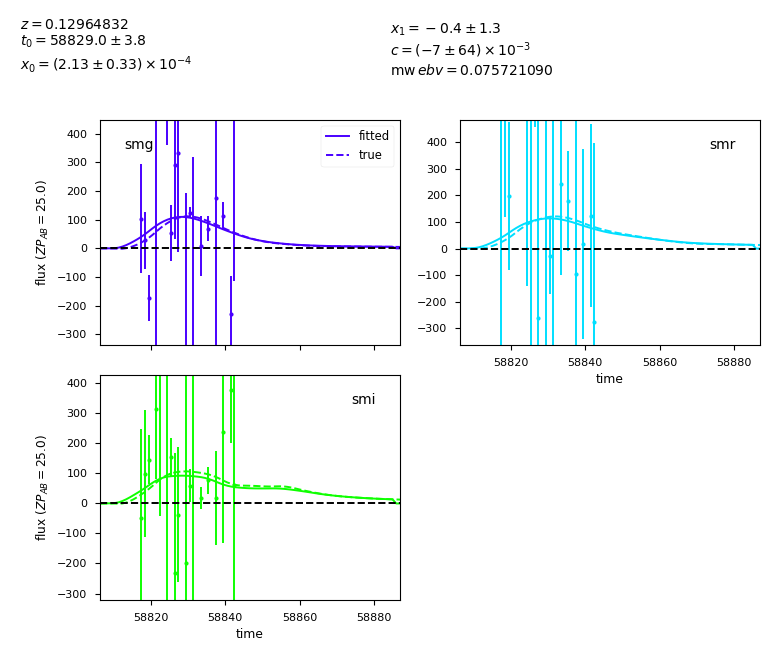 z = 0.12964832
t₀ = 58829.0 ± 3.8
x₀ = (2.13 ± 0.33) × 10⁻⁴
x₁ = −0.4 ± 1.3
c = (−7 ± 64) × 10⁻³
mw ebv = 0.075721090
smg
fitted
true
400
300
200
100
0
−100
−200
−300
flux (ZP_AB = 25.0)
smr
400
300
200
100
0
−100
−200
−300
58820 58840 58860 58880
time
smi
400
300
200
100
0
−100
−200
−300
flux (ZP_AB = 25.0)
58820 58840 58860 58880
time